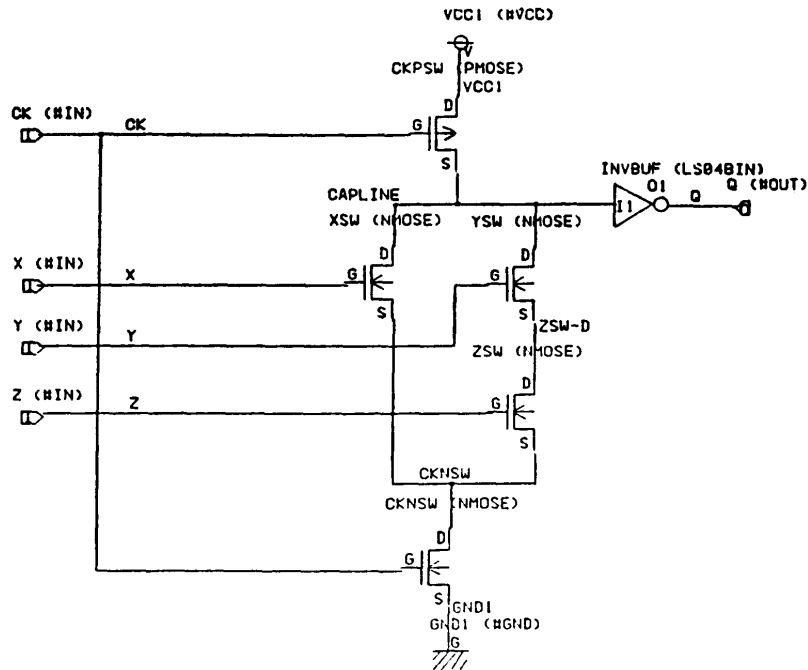 VCC1 (#VCC)
V
CKPSW (PMOSE)
VCC1
D
CK (#IN)
CK
G
S
INVBUF (LS04BIN)
O1
Q (#OUT)
I1
Q
CAPLINE
XSW (NMOSE)
YSW (NMOSE)
D
D
X (#IN)
X
G
G
S
S
Y (#IN)
Y
ZSW-D
ZSW (NMOSE)
D
Z (#IN)
Z
G
S
CKNSW
CKNSW (NMOSE)
D
G
S
GND1
GND1 (#GND)
G